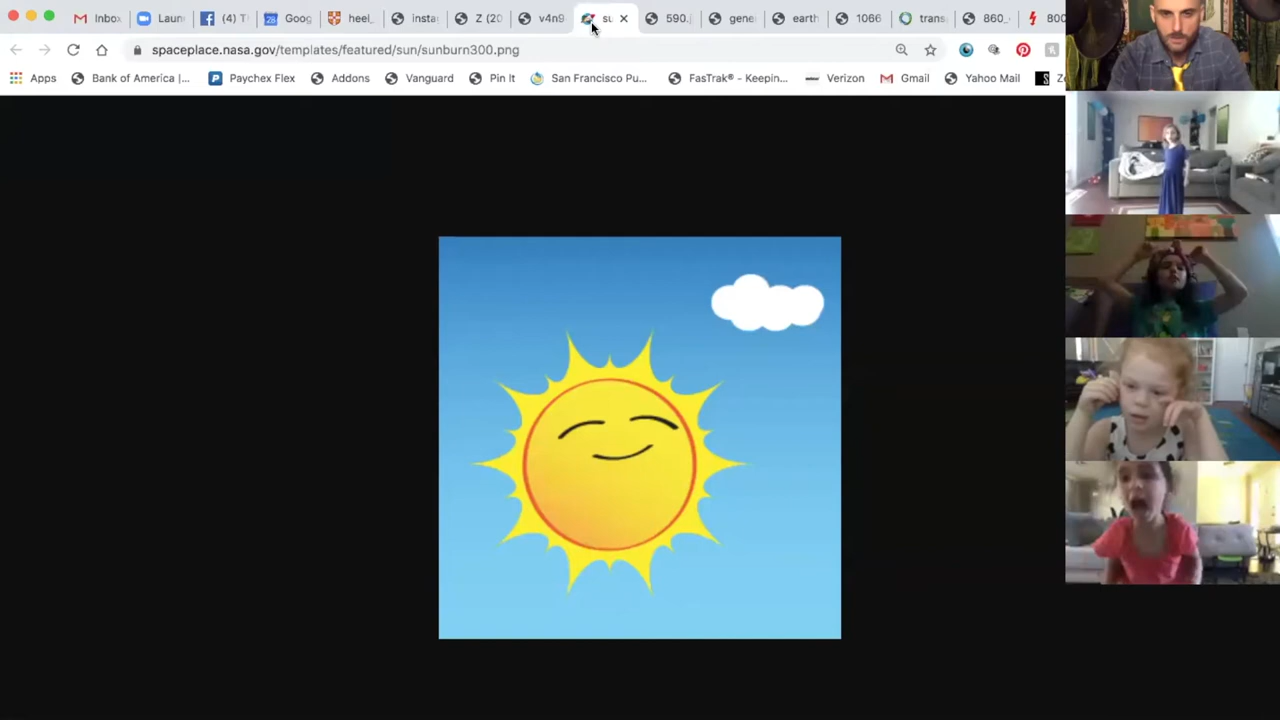 Inbox Laun (4) T Goog heel_ insta Z (20 v4n9 su 590. gene earth 1066 trans 860_ 800
spaceplace.nasa.gov/templates/featured/sun/sunburn300.png
Apps Bank of America |... Paychex Flex Addons Vanguard Pin It San Francisco Pu... FasTrak® - Keepin... Verizon Gmail Yahoo Mail